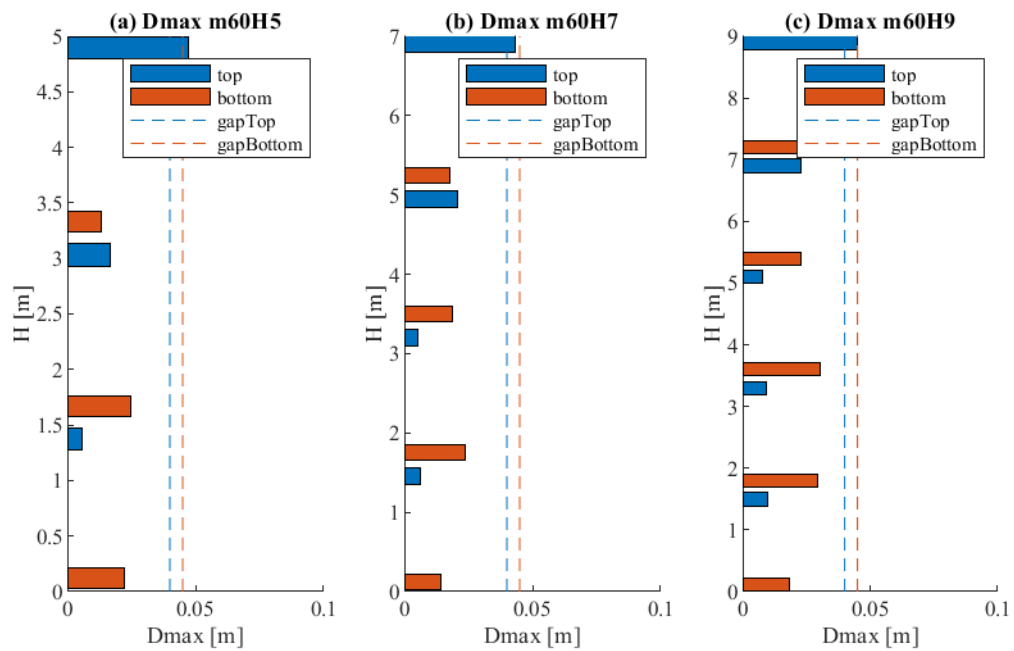 (a) Dmax m60H5
H [m]
5
4.5
4
3.5
3
2.5
2
1.5
1
0.5
0
top
bottom
gapTop
gapBottom
0 0.05 0.1
Dmax [m]
(b) Dmax m60H7
H [m]
7
6
5
4
3
2
1
0
top
bottom
gapTop
gapBottom
0 0.05 0.1
Dmax [m]
(c) Dmax m60H9
H [m]
9
8
7
6
5
4
3
2
1
0
top
bottom
gapTop
gapBottom
0 0.05 0.1
Dmax [m]